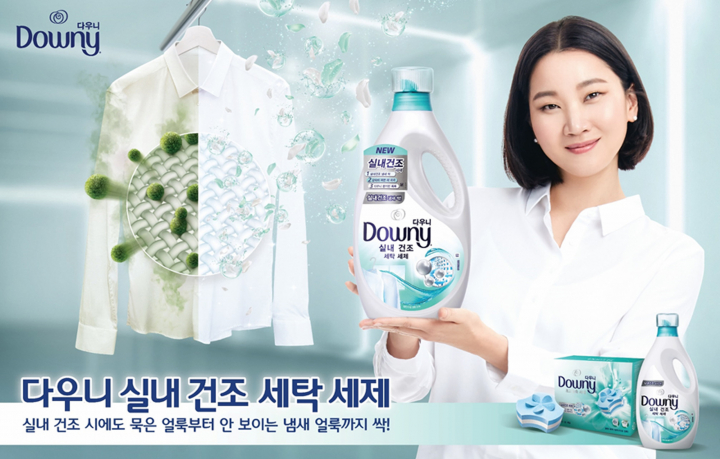 다우니
Downy
NEW
실내건조
다우니
Downy
실내 건조
세탁 세제
다우니
Downy
다우니
Downy
실내 건조
세탁 세제
다우니 실내 건조 세탁 세제
실내 건조 시에도 묵은 얼룩부터 안 보이는 냄새 얼룩까지 싹!